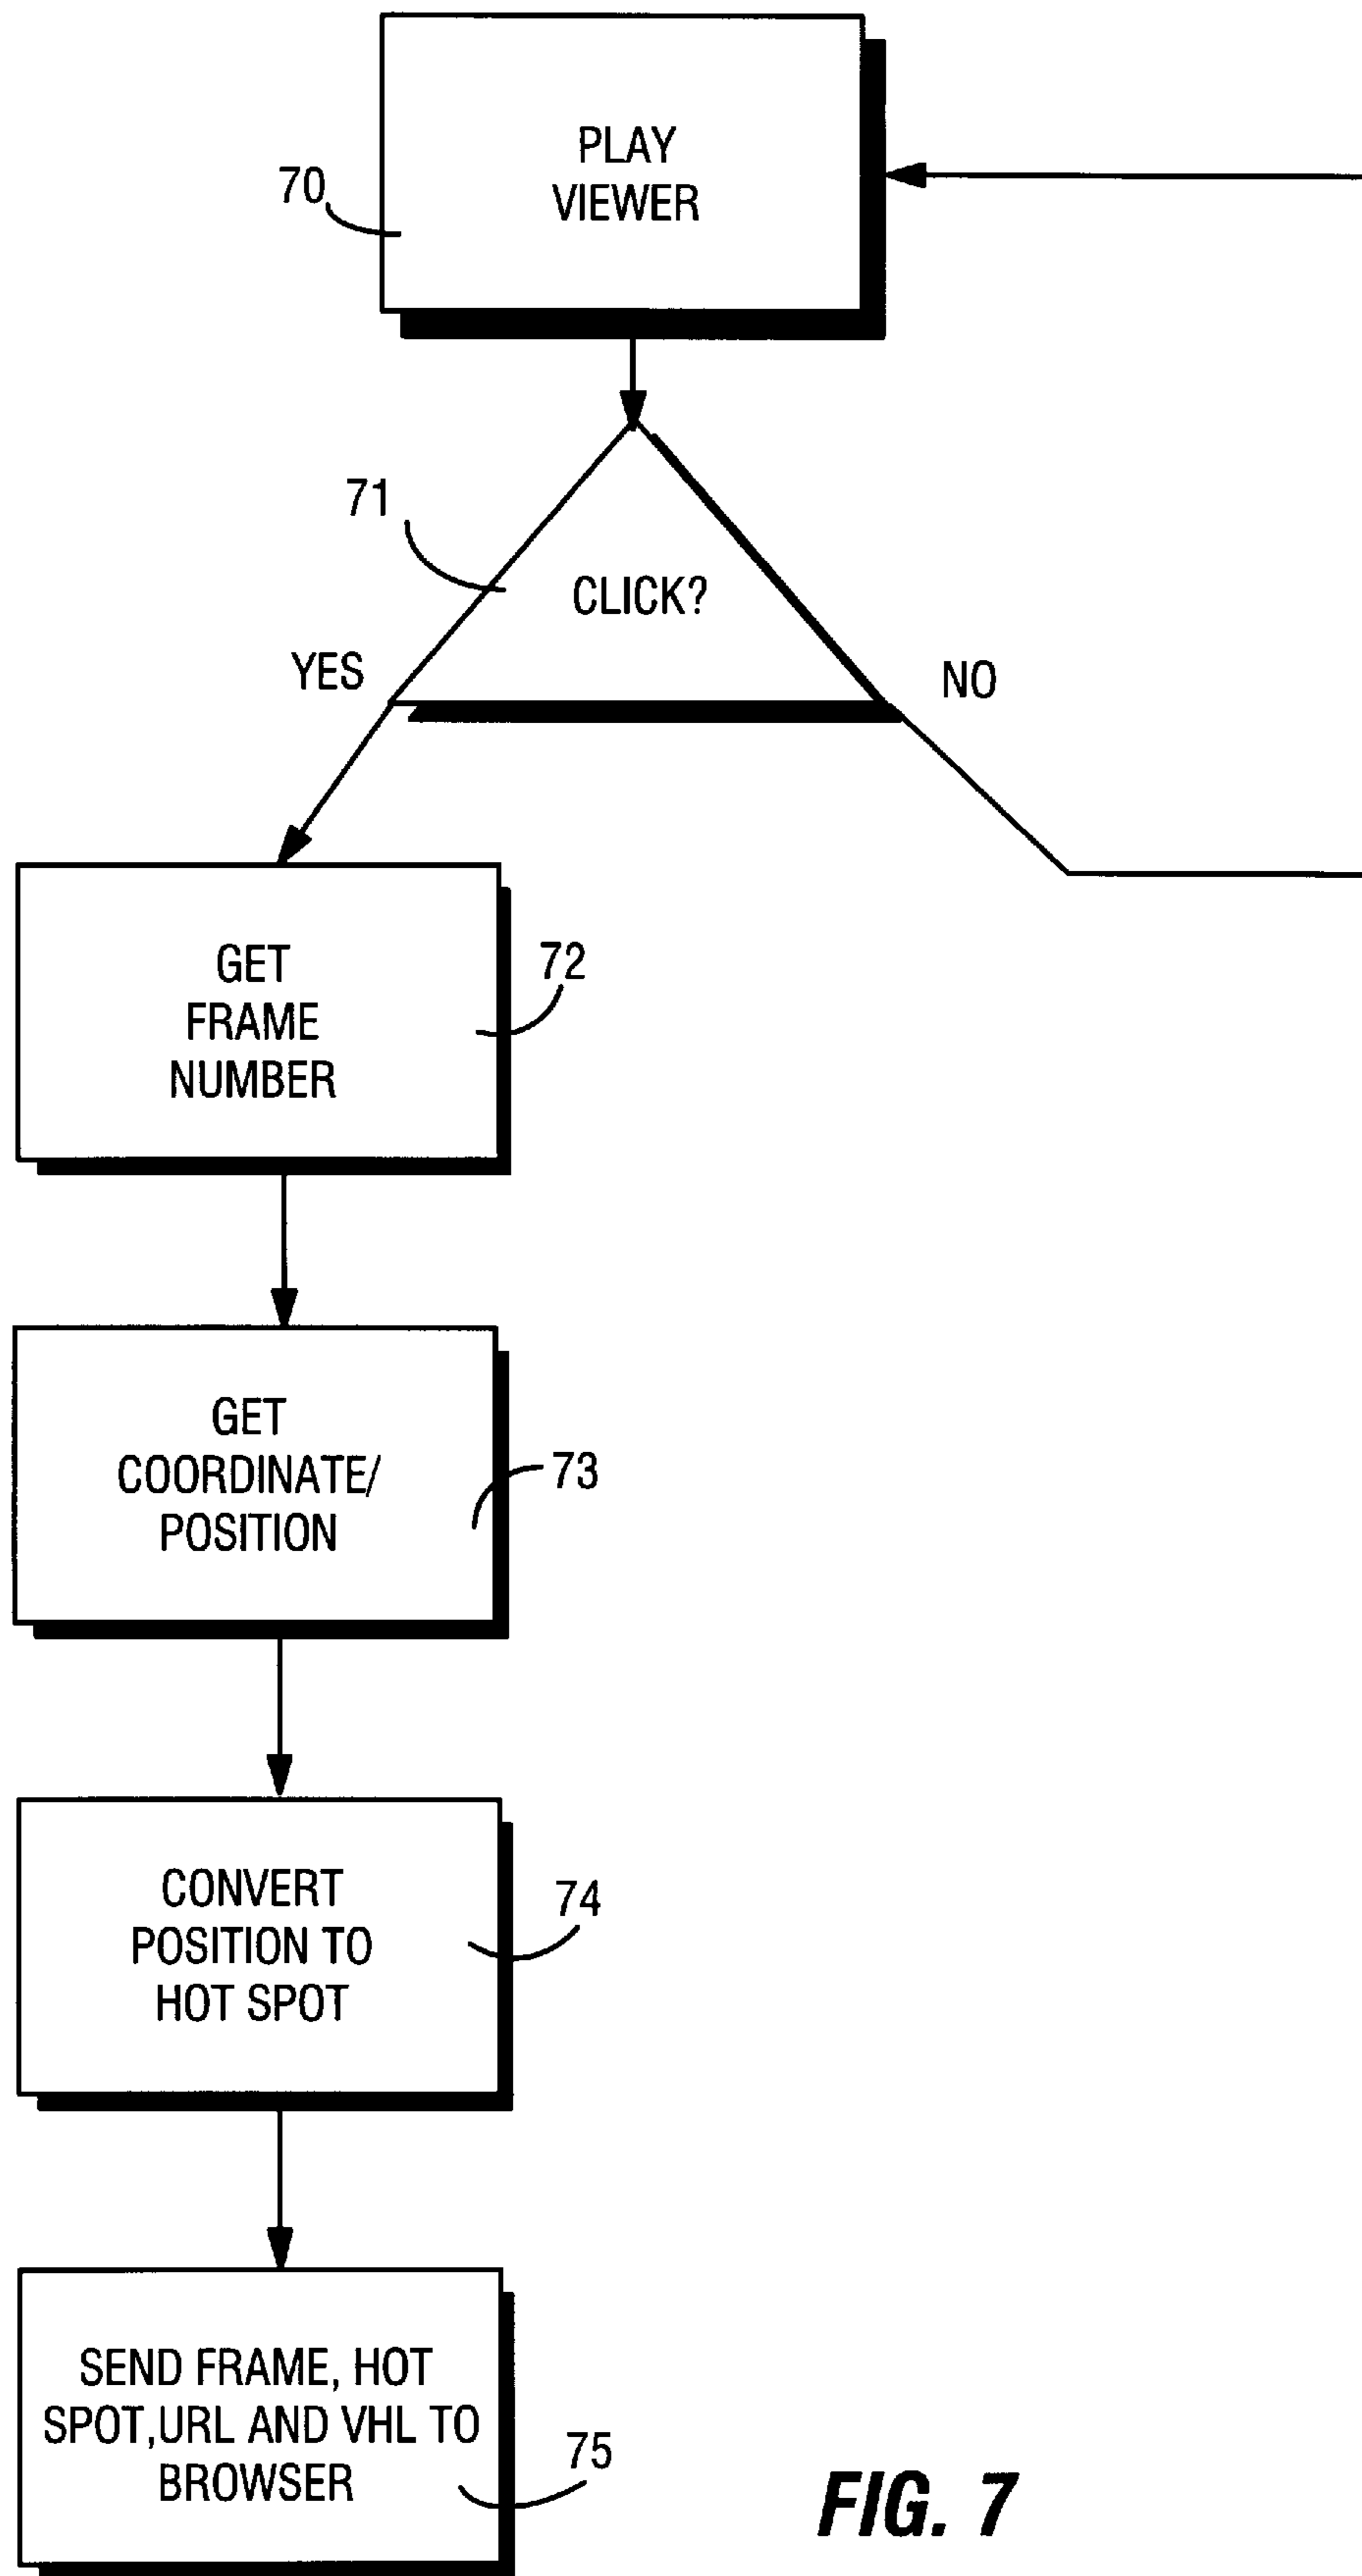 PLAY
VIEWER
70
71
CLICK?
YES
NO
GET
FRAME
NUMBER
72
GET
COORDINATE/
POSITION
73
CONVERT
POSITION TO
HOT SPOT
74
SEND FRAME, HOT
SPOT,URL AND VHL TO
BROWSER
75
FIG. 7